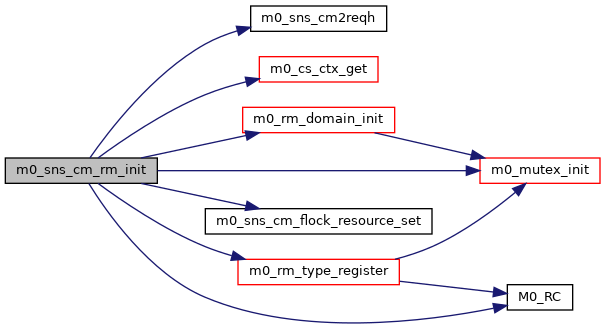 m0_sns_cm2reqh
m0_cs_ctx_get
m0_rm_domain_init
m0_sns_cm_rm_init
m0_mutex_init
m0_sns_cm_flock_resource_set
m0_rm_type_register
M0_RC